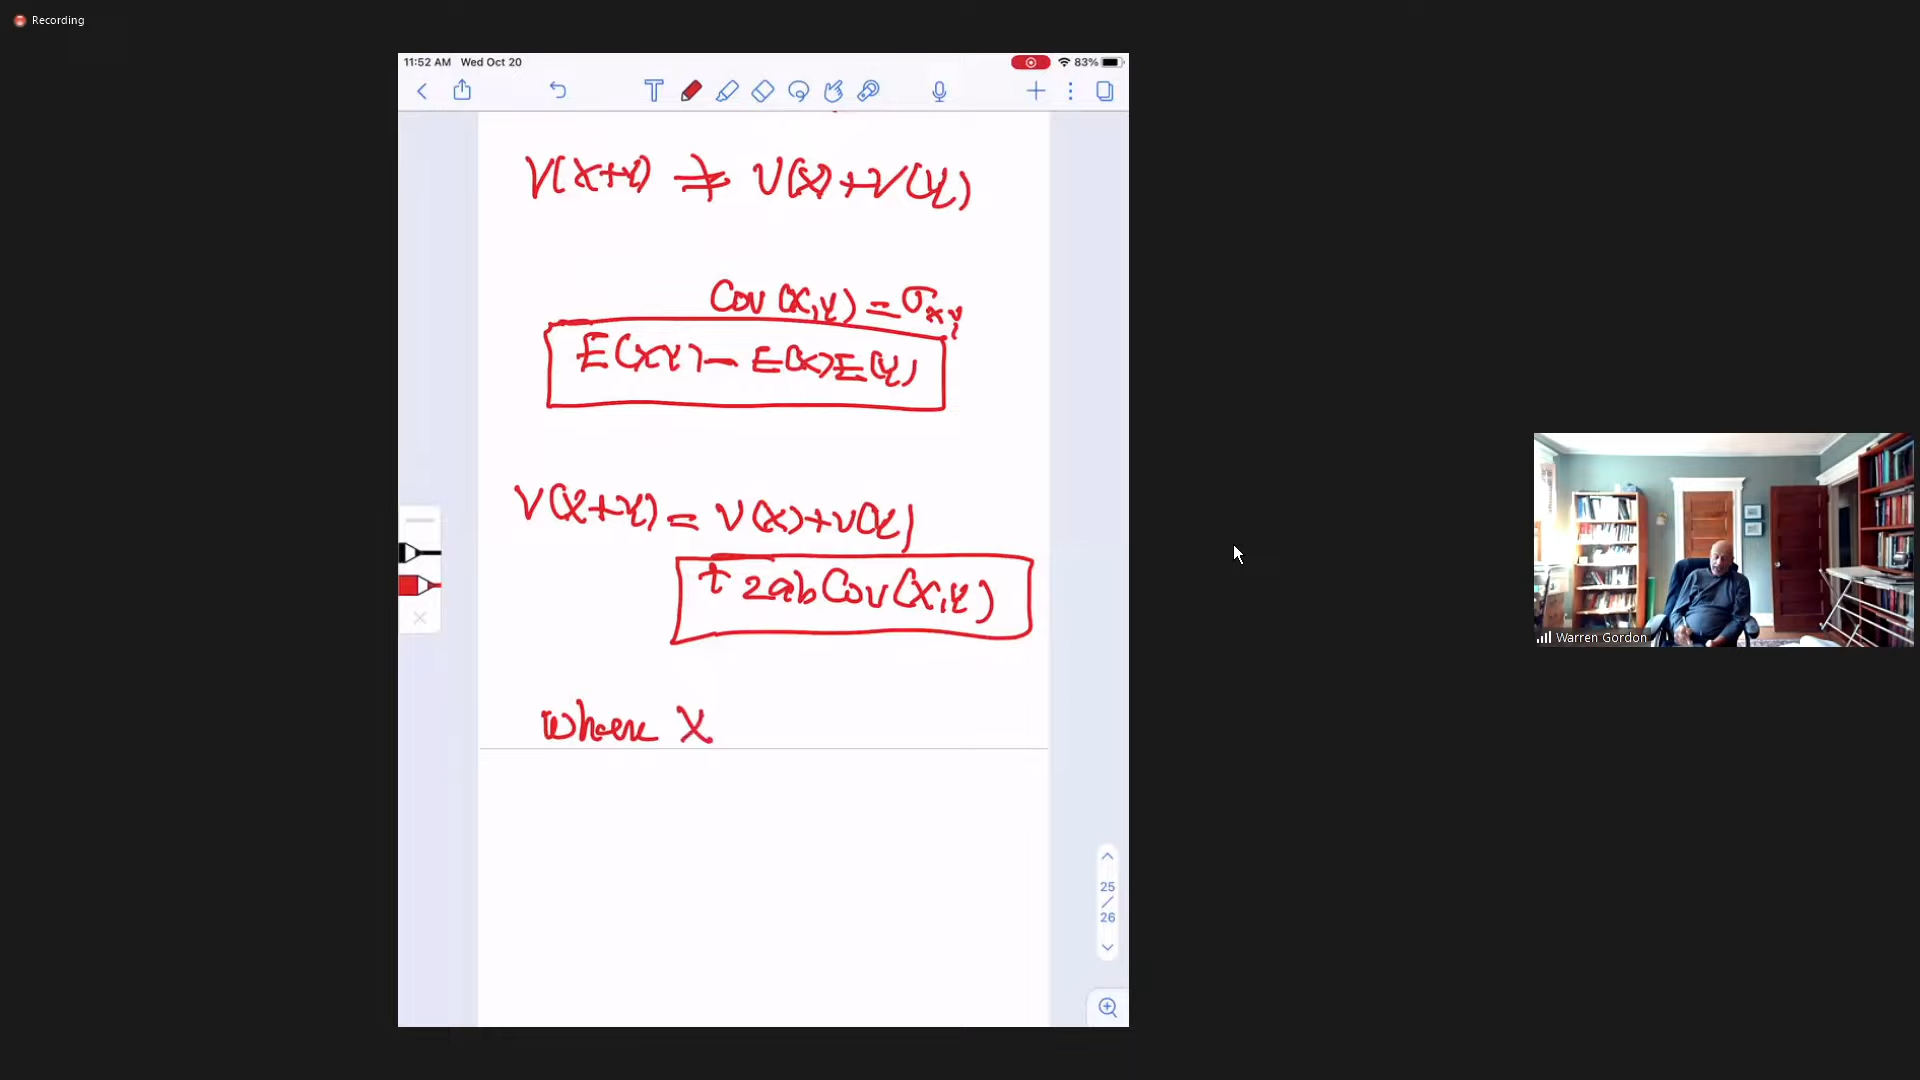 Recording
11:52 AM Wed Oct 20
83%
V(X+Y) ≠> V(X)+V(Y)
Cov(X,Y) = σxy
E(XY) - E(X)E(Y)
V(X+Y) = V(X)+V(Y)
+ 2abCov(X,Y)
where X
25
/
26
Warren Gordon